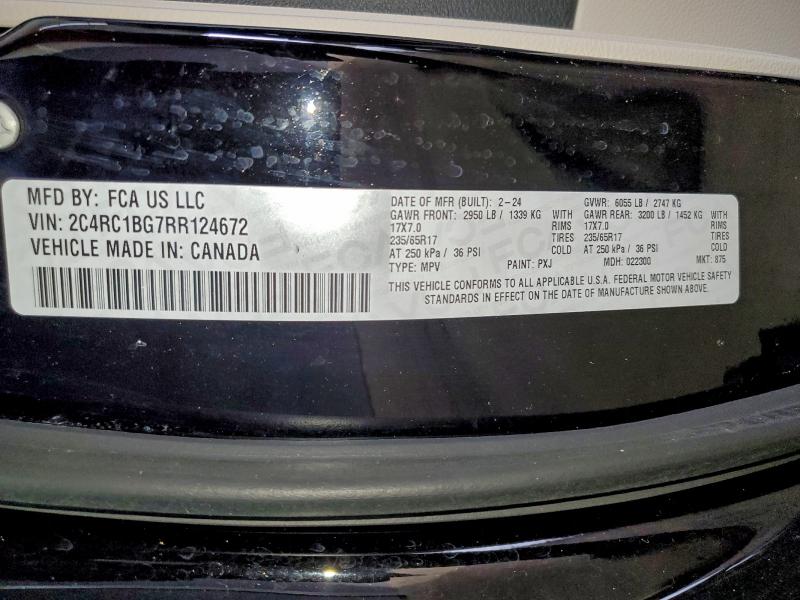 MFD BY: FCA US LLC
VIN: 2C4RC1BG7RR124672
VEHICLE MADE IN: CANADA
DATE OF MFR (BUILT): 2-24 GVWR: 6055 LB / 2747 KG
GAWR FRONT: 2950 LB / 1339 KG WITH GAWR REAR: 3200 LB / 1452 KG WITH
17X7.0 RIMS 17X7.0 RIMS
235/65R17 TIRES 235/65R17 TIRES
AT 250 kPa / 36 PSI COLD AT 250 kPa / 36 PSI COLD
TYPE: MPV PAINT: PXJ MDH: 022300 MKT: 875
THIS VEHICLE CONFORMS TO ALL APPLICABLE U.S.A. FEDERAL MOTOR VEHICLE SAFETY
STANDARDS IN EFFECT ON THE DATE OF MANUFACTURE SHOWN ABOVE.